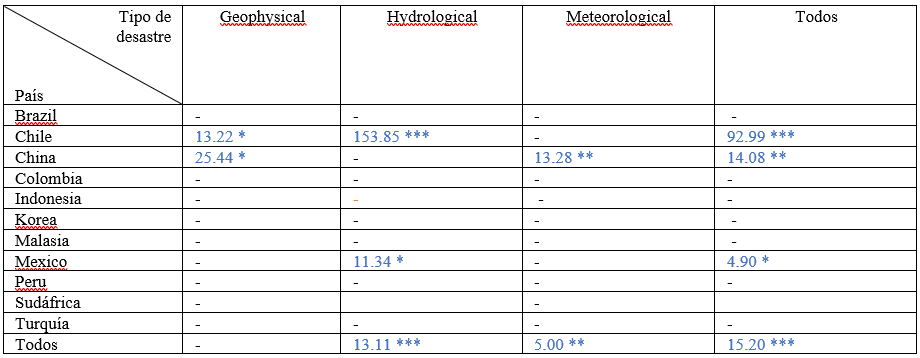 Tipo de desastre País Geophysical Hydrological Meteorological Todos
Brazil - - - -
Chile 13.22 * 153.85 *** - 92.99 ***
China 25.44 * - 13.28 ** 14.08 **
Colombia - - - -
Indonesia - - - -
Korea - - - -
Malasia - - - -
Mexico - 11.34 * - 4.90 *
Peru - - - -
Sudáfrica - -
Turquía - - - -
Todos - 13.11 *** 5.00 ** 15.20 ***